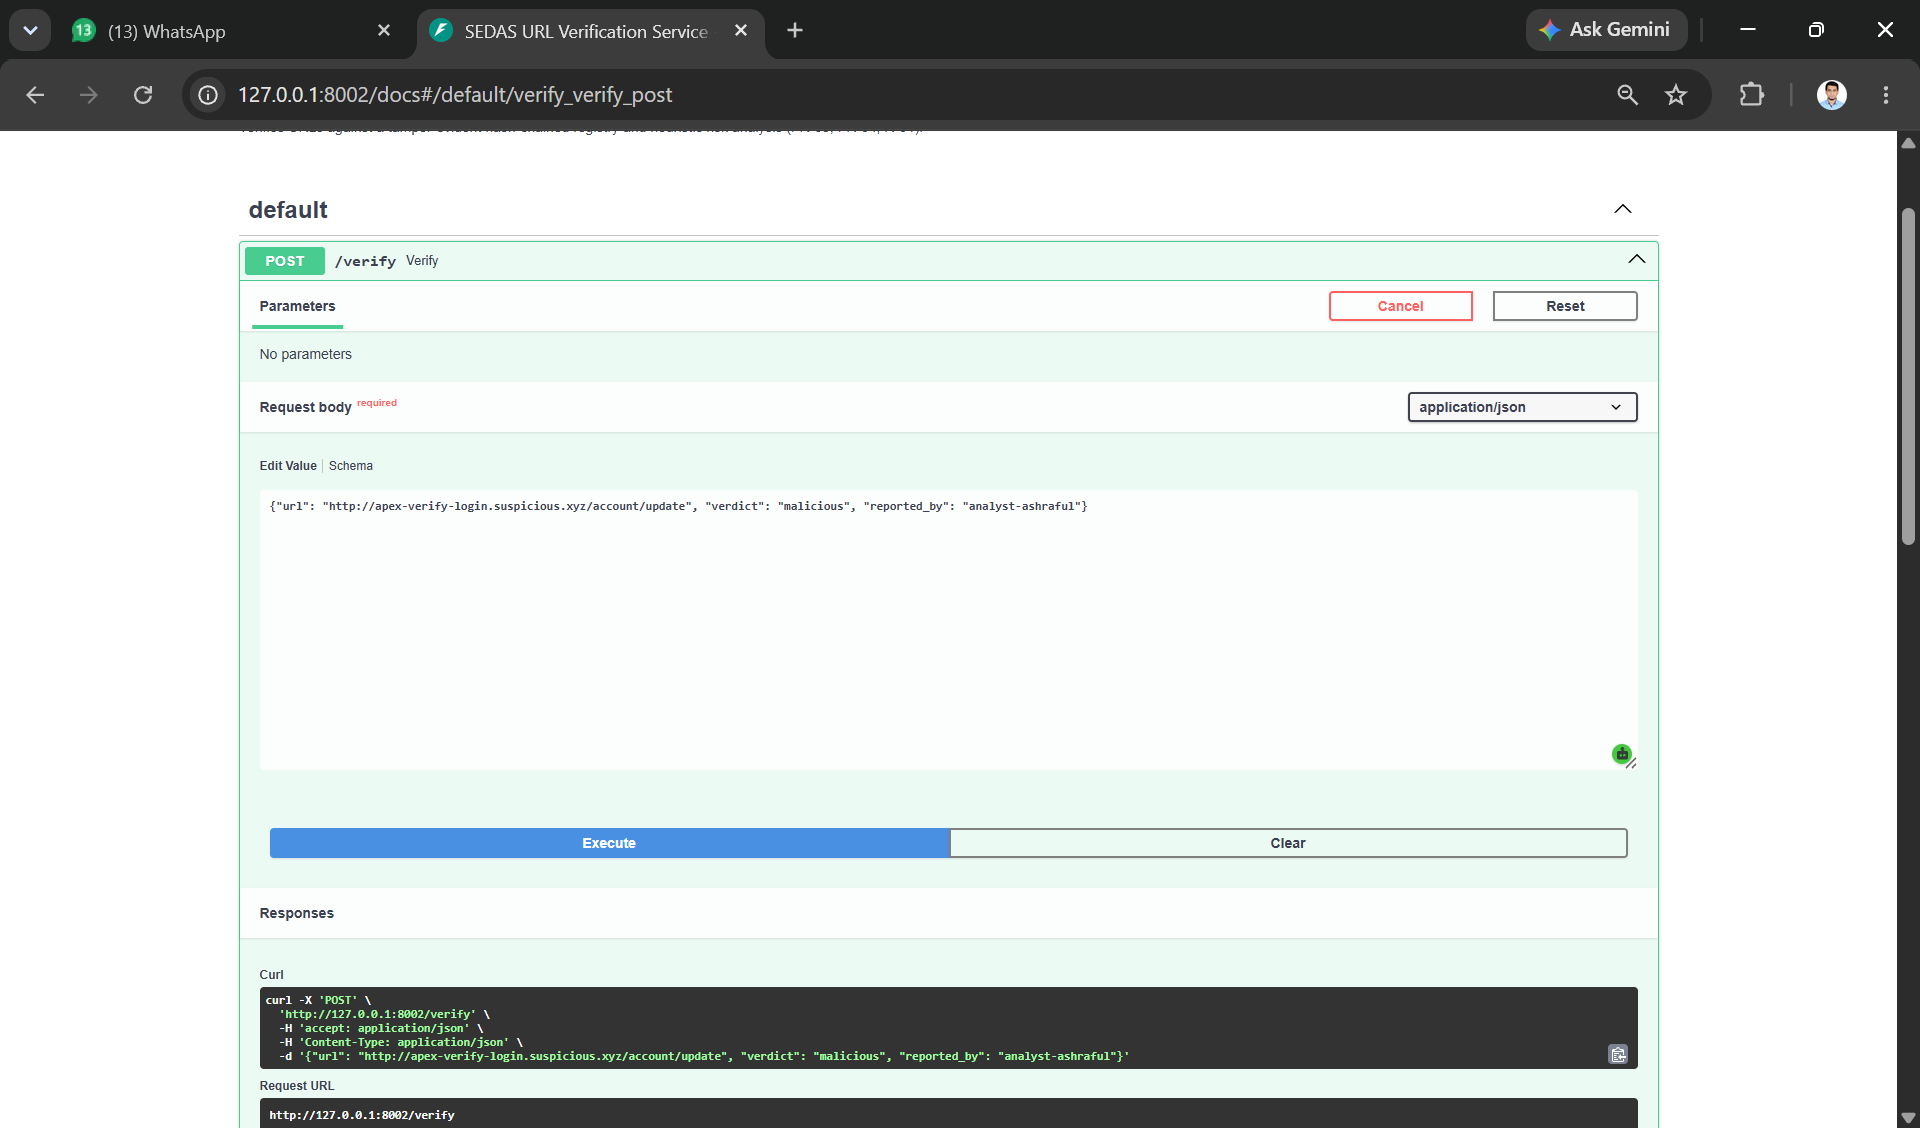 13 (13) WhatsApp
SEDAS URL Verification Service
Ask Gemini
127.0.0.1:8002/docs#/default/verify_verify_post
default
POST /verify Verify
Parameters
Cancel
Reset
No parameters
Request body required
application/json
Edit Value | Schema
{"url": "http://apex-verify-login.suspicious.xyz/account/update", "verdict": "malicious", "reported_by": "analyst-ashraful"}
Execute
Clear
Responses
Curl
curl -X 'POST' \
'http://127.0.0.1:8002/verify' \
-H 'accept: application/json' \
-H 'Content-Type: application/json' \
-d '{"url": "http://apex-verify-login.suspicious.xyz/account/update", "verdict": "malicious", "reported_by": "analyst-ashraful"}'
Request URL
http://127.0.0.1:8002/verify